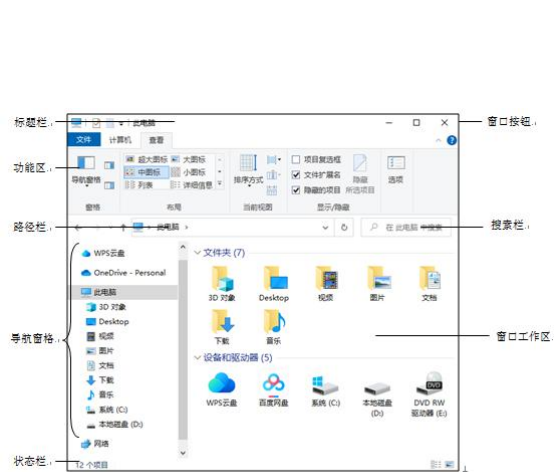 标题栏 此电脑 窗口按钮
文件 计算机 查看
功能区
导航窗格
超大图标 大图标
中图标 小图标
列表 详细信息
排序方式
项目复选框
文件扩展名
隐藏的项目
隐藏
所选项目
选项
窗格 布局 当前视图 显示/隐藏
路径栏 此电脑 在 此电脑 中搜索 搜索栏
导航窗格
WPS云盘
OneDrive - Personal
此电脑
3D 对象
Desktop
视频
图片
文档
下载
音乐
系统 (C:)
本地磁盘 (D:)
网络
文件夹 (7)
3D 对象 Desktop 视频 图片 文档
下载 音乐
窗口工作区
设备和驱动器 (5)
WPS云盘 百度网盘 系统 (C:) 本地磁盘 (D:) DVD RW 驱动器 (E:)
状态栏 12 个项目